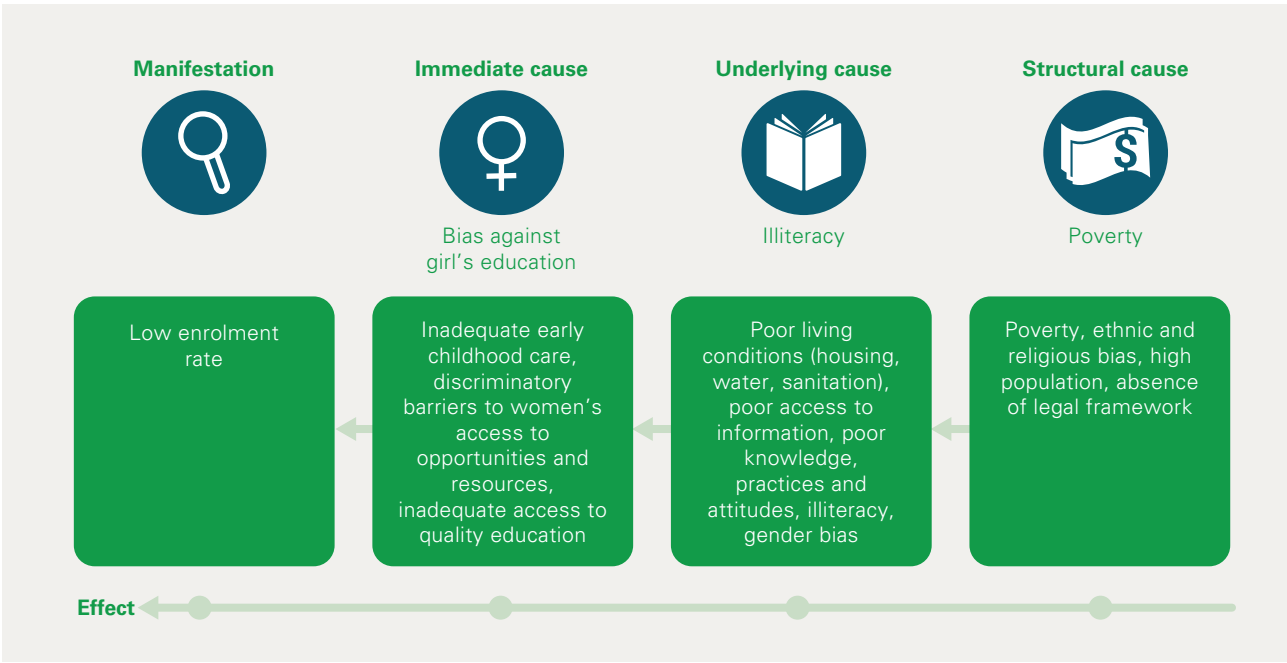 Manifestation
Immediate cause
Underlying cause
Structural cause
$
Bias against
girl's education
Illiteracy
Poverty
Low enrolment
rate
Inadequate early
childhood care,
discriminatory
barriers to women's
access to
opportunities and
resources,
inadequate access to
quality education
Poor living
conditions (housing,
water, sanitation),
poor access to
information, poor
knowledge,
practices and
attitudes, illiteracy,
gender bias
Poverty, ethnic and
religious bias, high
population, absence
of legal framework
Effect